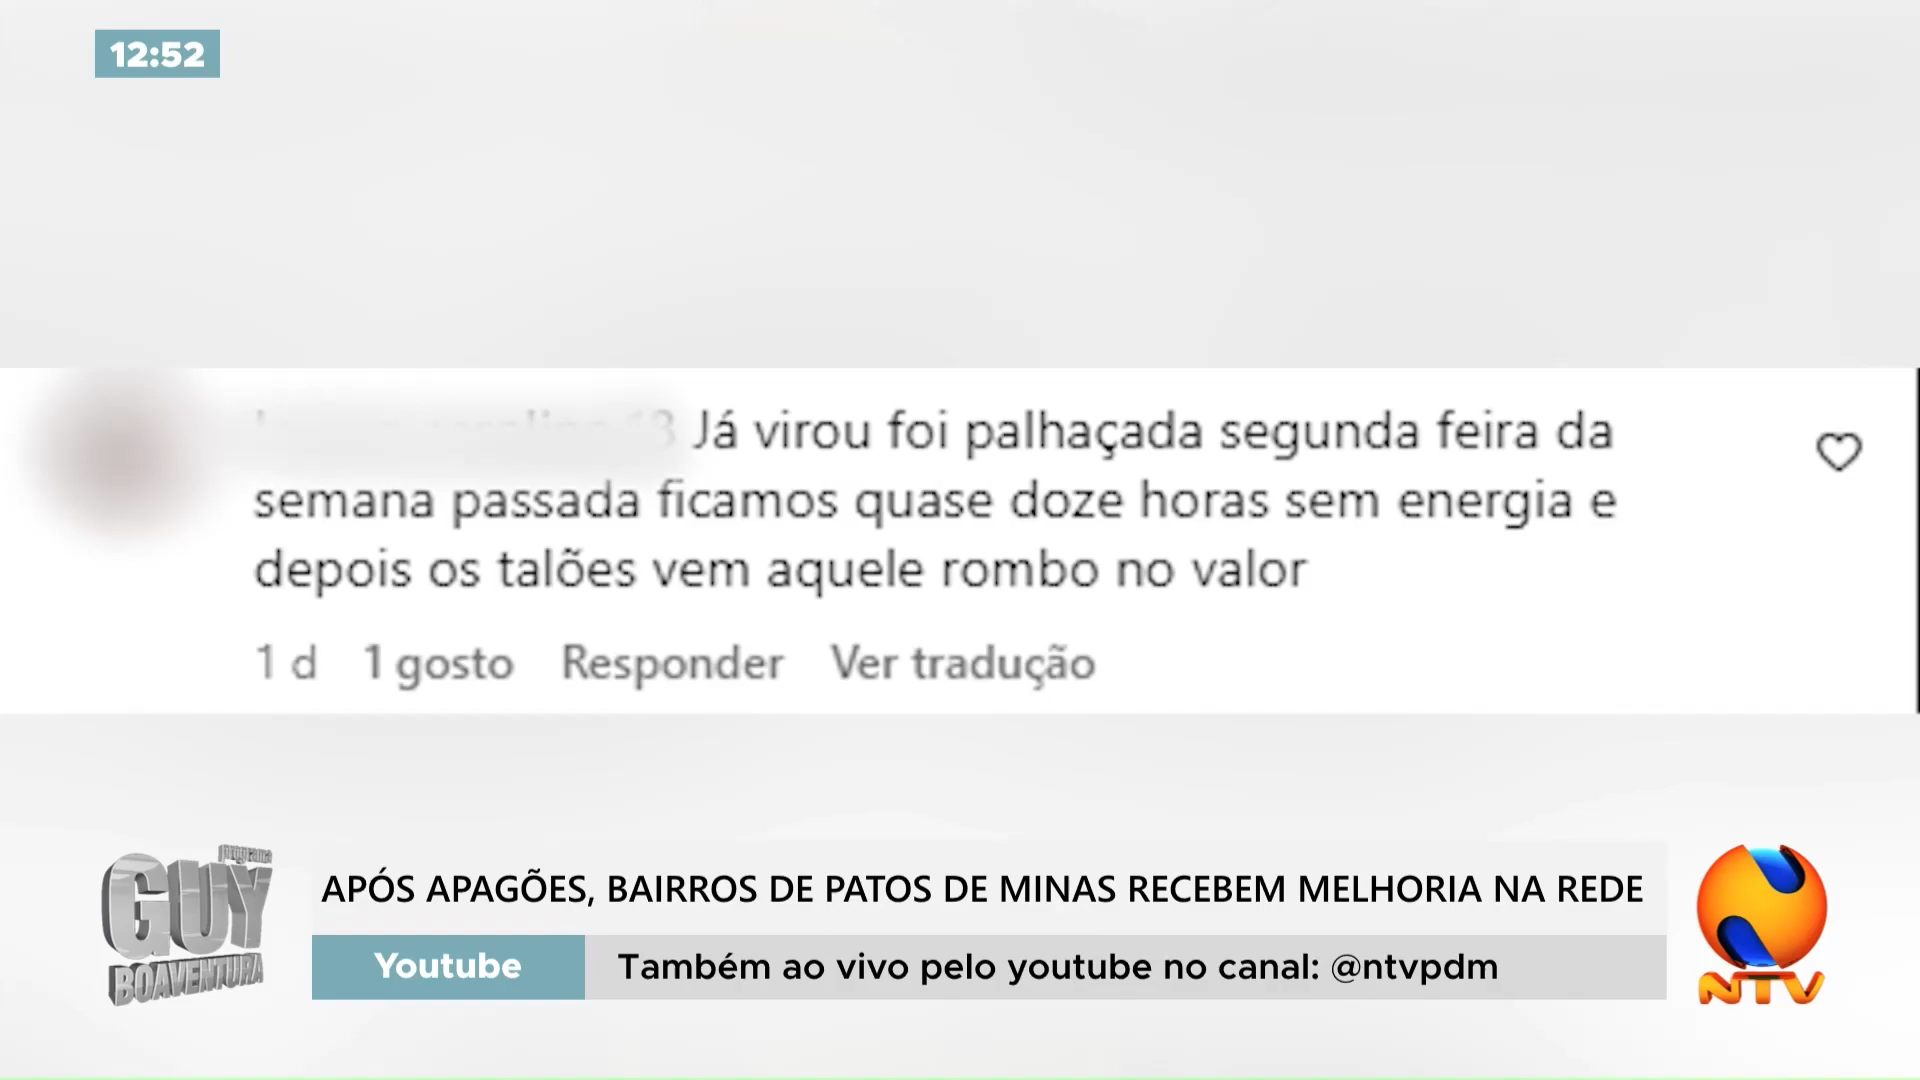 12:52
Já virou foi palhaçada segunda feira da
semana passada ficamos quase doze horas sem energia e
depois os talões vem aquele rombo no valor
1 d 1 gosto Responder Ver tradução
programa
GUY
BOAVENTURA
APÓS APAGÕES, BAIRROS DE PATOS DE MINAS RECEBEM MELHORIA NA REDE
Youtube Também ao vivo pelo youtube no canal: @ntvpdm
NTV